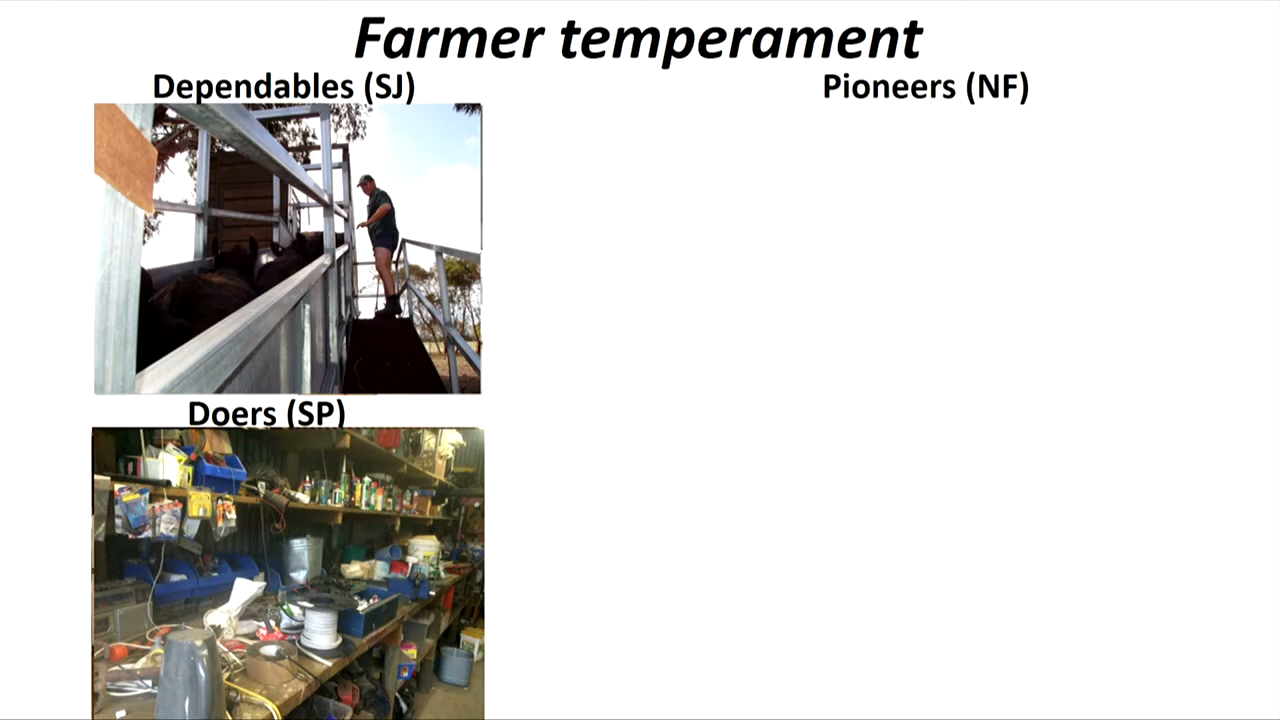 Farmer temperament
Dependables (SJ)
Pioneers (NF)
Doers (SP)